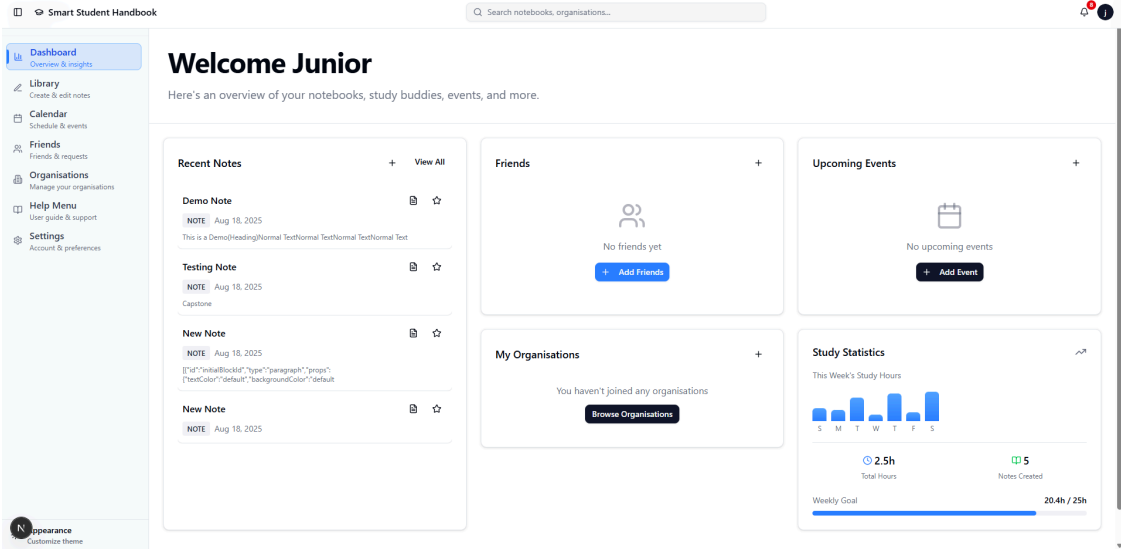 Smart Student Handbook
Search notebooks, organisations...
8
j
Dashboard
Overview & insights
Library
Create & edit notes
Calendar
Schedule & events
Friends
Friends & requests
Organisations
Manage your organisations
Help Menu
User guide & support
Settings
Account & preferences
N
ppearance
Customize theme
Welcome Junior
Here's an overview of your notebooks, study buddies, events, and more.
Recent Notes
+ View All
Demo Note
NOTE Aug 18, 2025
This is a Demo(Heading)Normal TextNormal TextNormal TextNormal Text
Testing Note
NOTE Aug 18, 2025
Capstone
New Note
NOTE Aug 18, 2025
[{"id":"initialBlockId","type":"paragraph","props":
{"textColor":"default","backgroundColor":"default
New Note
NOTE Aug 18, 2025
Friends +
No friends yet
+ Add Friends
My Organisations +
You haven't joined any organisations
Browse Organisations
Upcoming Events +
No upcoming events
+ Add Event
Study Statistics
This Week's Study Hours
S M T W T F S
2.5h
Total Hours
5
Notes Created
Weekly Goal 20.4h / 25h